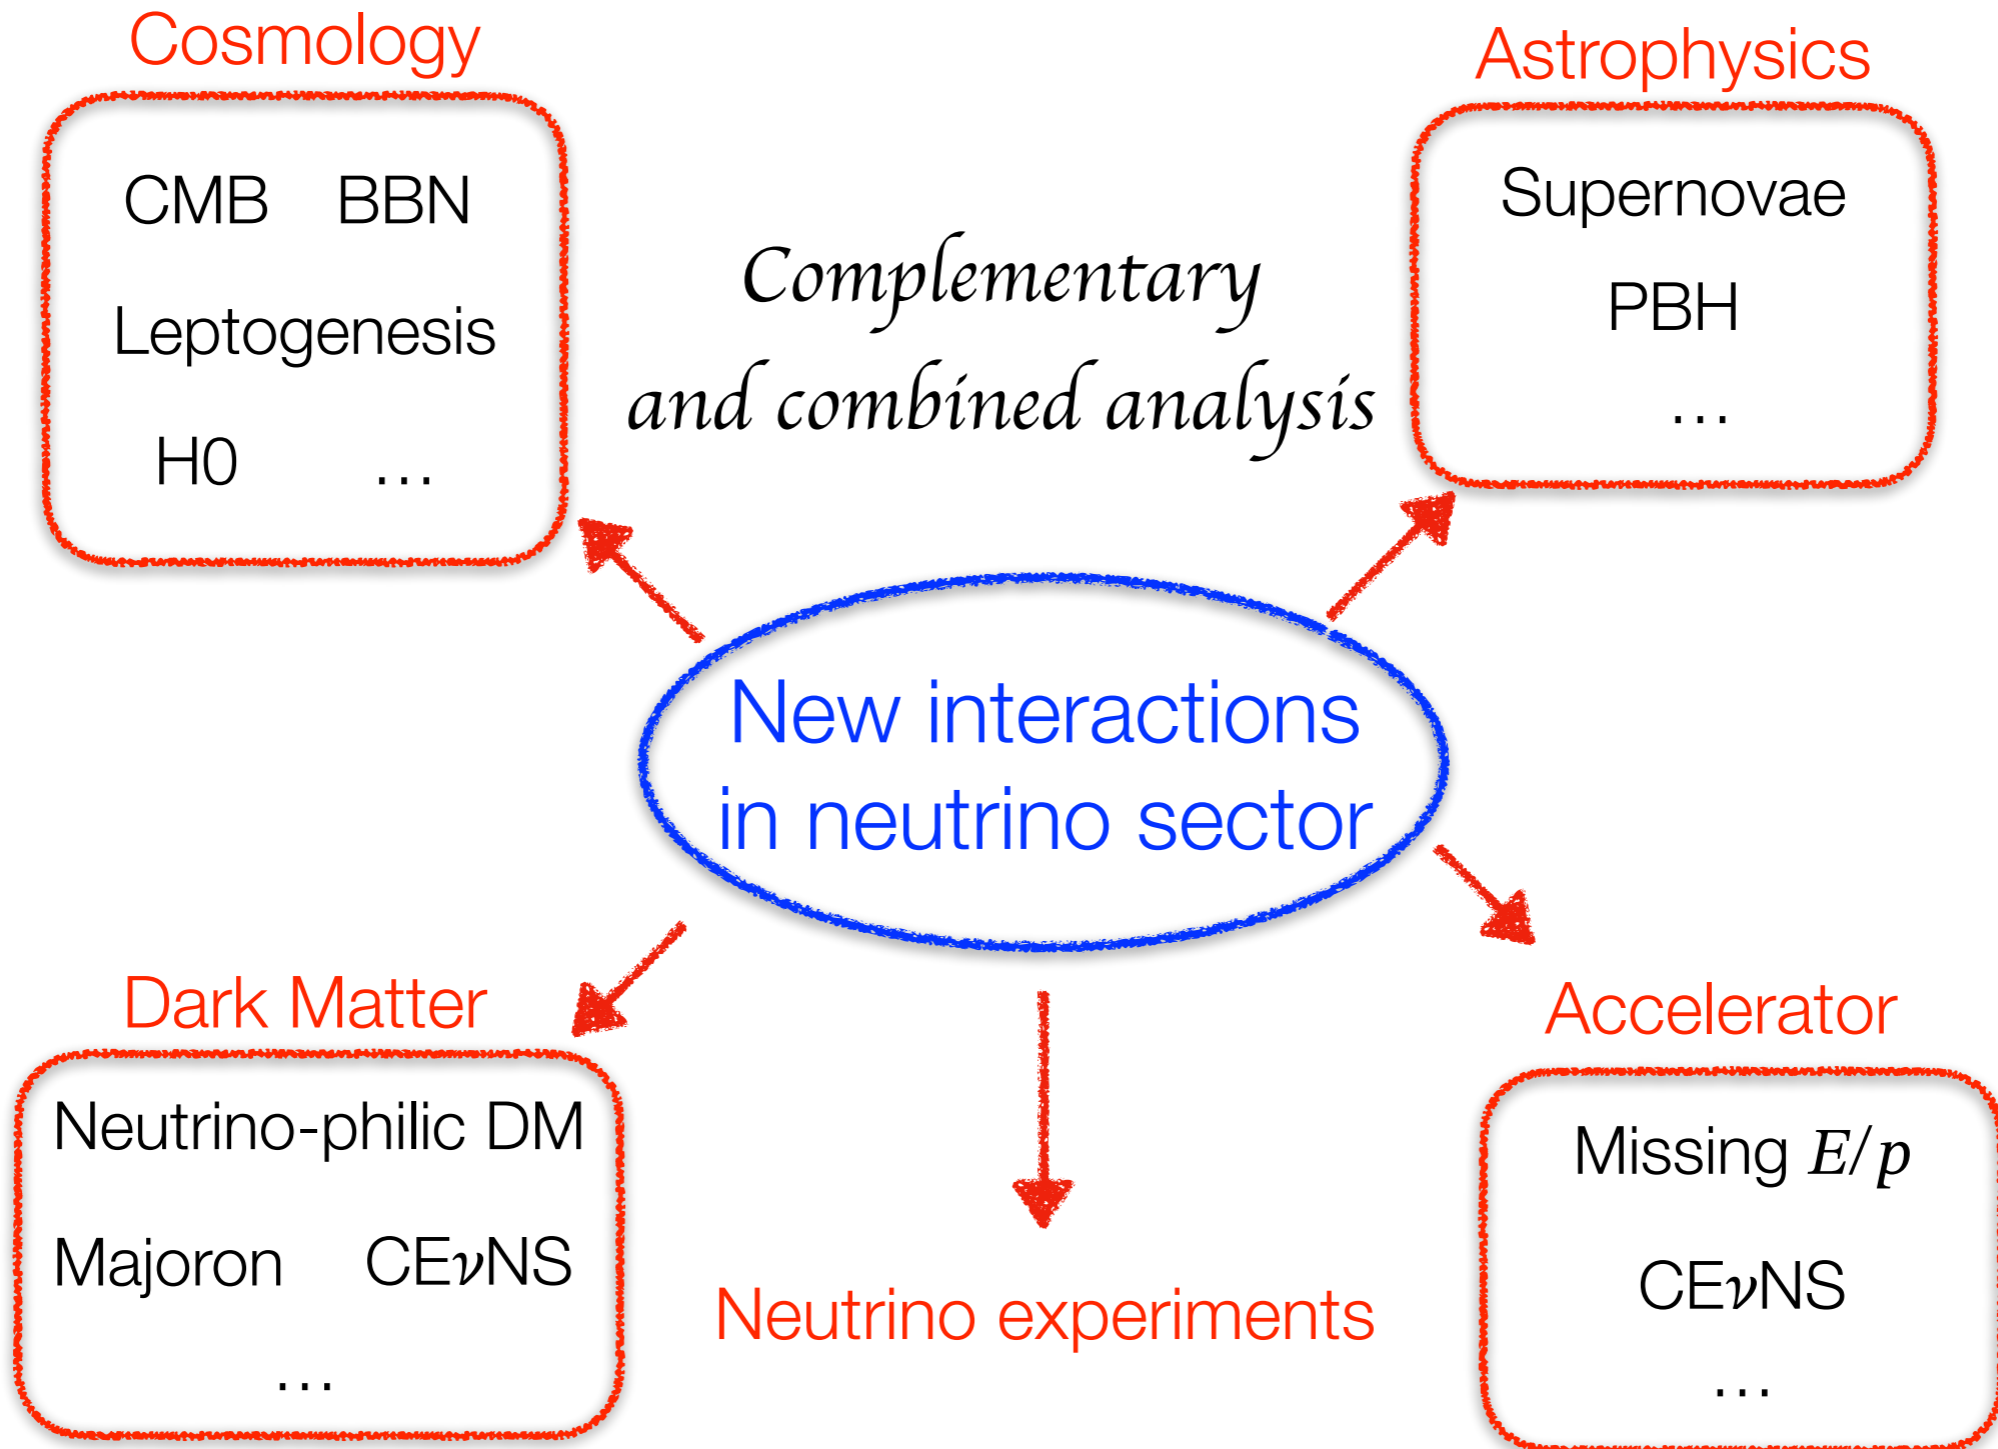 Cosmology
CMB BBN
Leptogenesis
H0 …
Complementary
and combined analysis
Astrophysics
Supernovae
PBH
…
New interactions
in neutrino sector
Dark Matter
Neutrino-philic DM
Majoron CEνNS
…
Neutrino experiments
Accelerator
Missing E/p
CEνNS
…